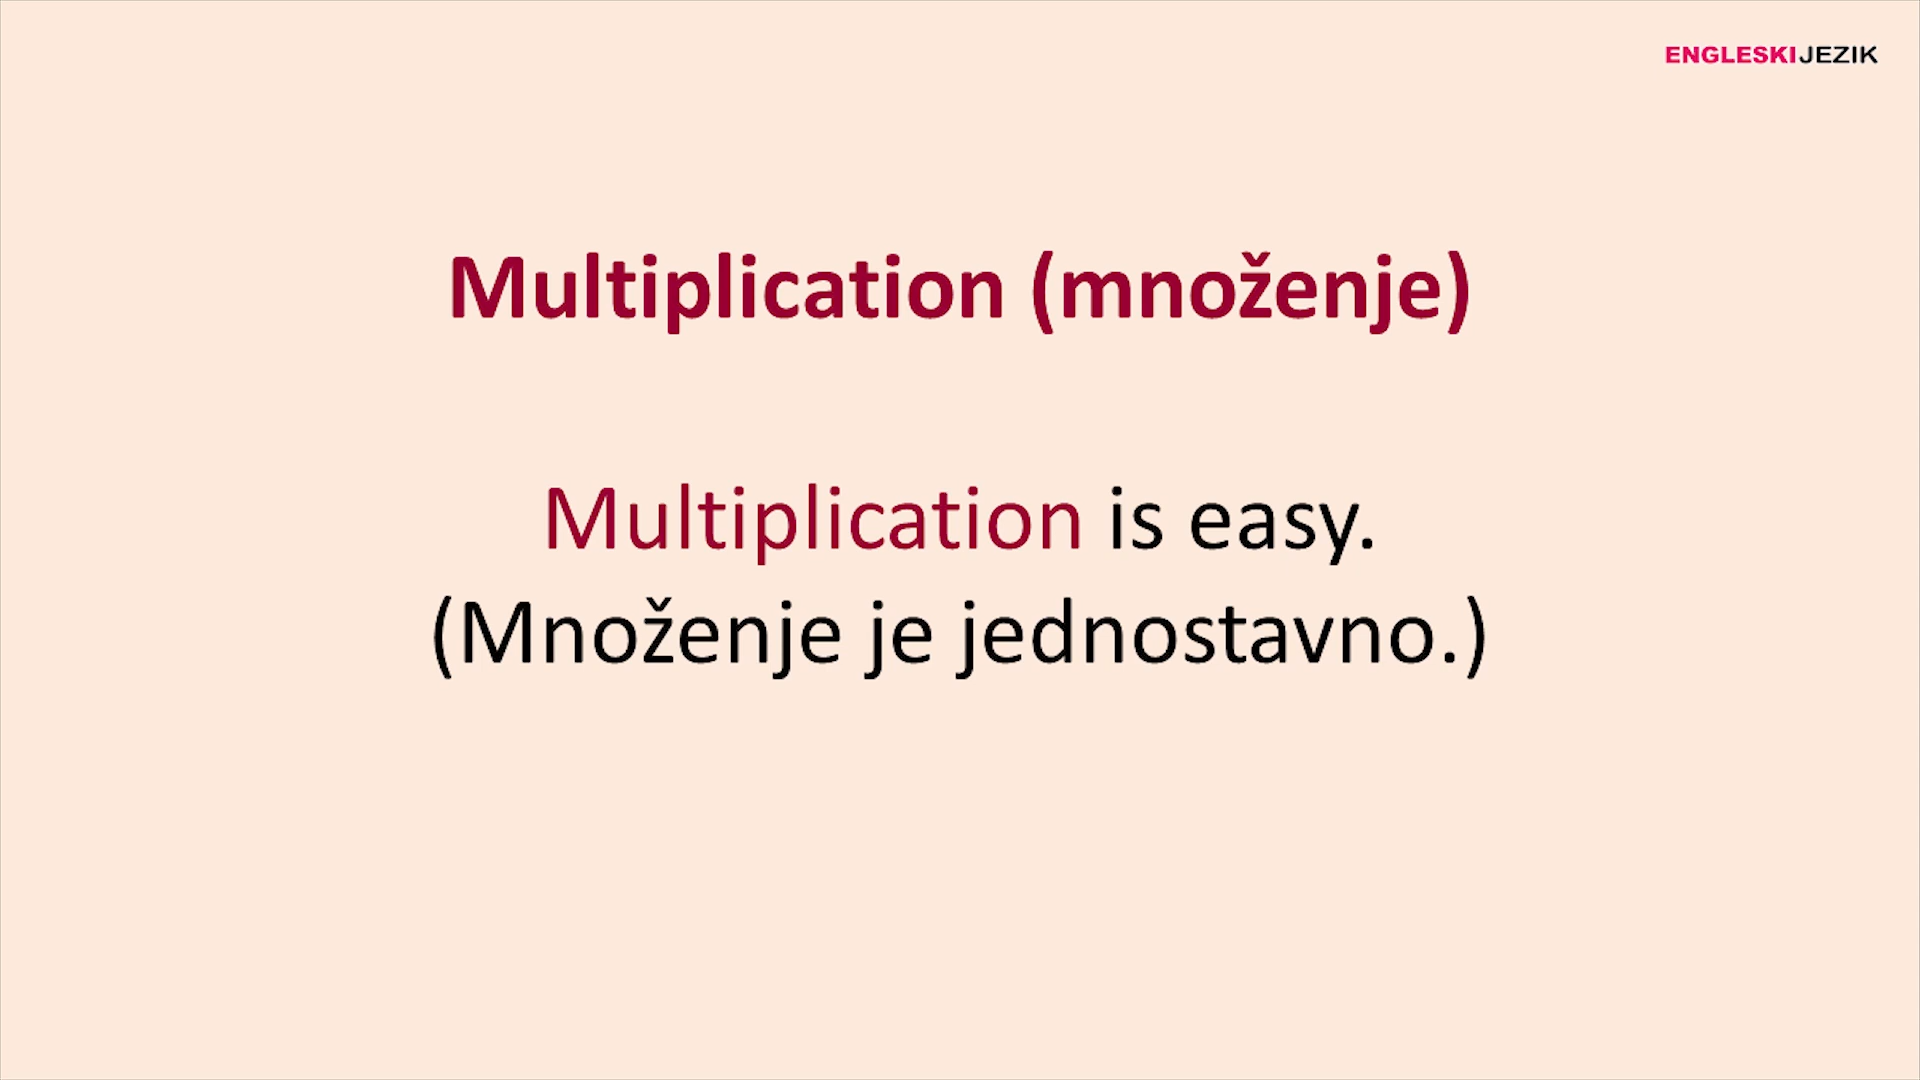 ENGLESKIJEZIK
Multiplication (množenje)
Multiplication is easy.
(Množenje je jednostavno.)